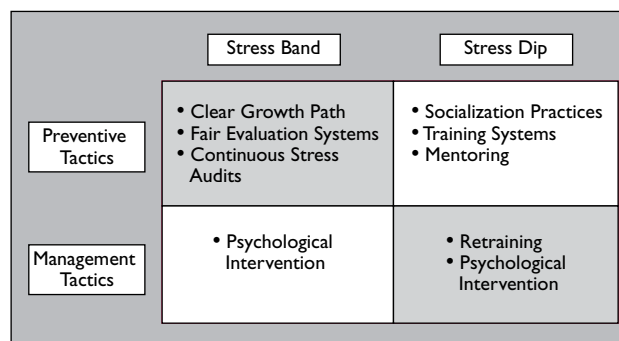 Stress Band
Stress Dip
Preventive
Tactics
• Clear Growth Path
• Fair Evaluation Systems
• Continuous Stress
Audits
• Socialization Practices
• Training Systems
• Mentoring
Management
Tactics
• Psychological
Intervention
• Retraining
• Psychological
Intervention